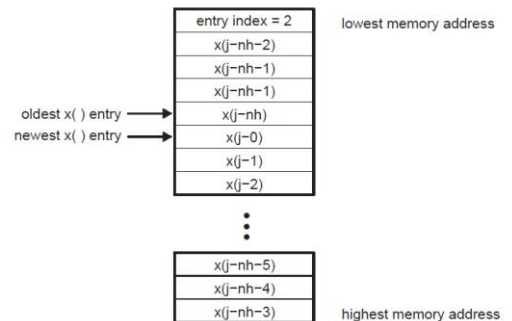 entry index = 2 lowest memory address
x(j−nh−2)
x(j−nh−1)
x(j−nh−1)
oldest x( ) entry x(j−nh)
newest x( ) entry x(j−0)
x(j−1)
x(j−2)
x(j−nh−5)
x(j−nh−4)
x(j−nh−3) highest memory address